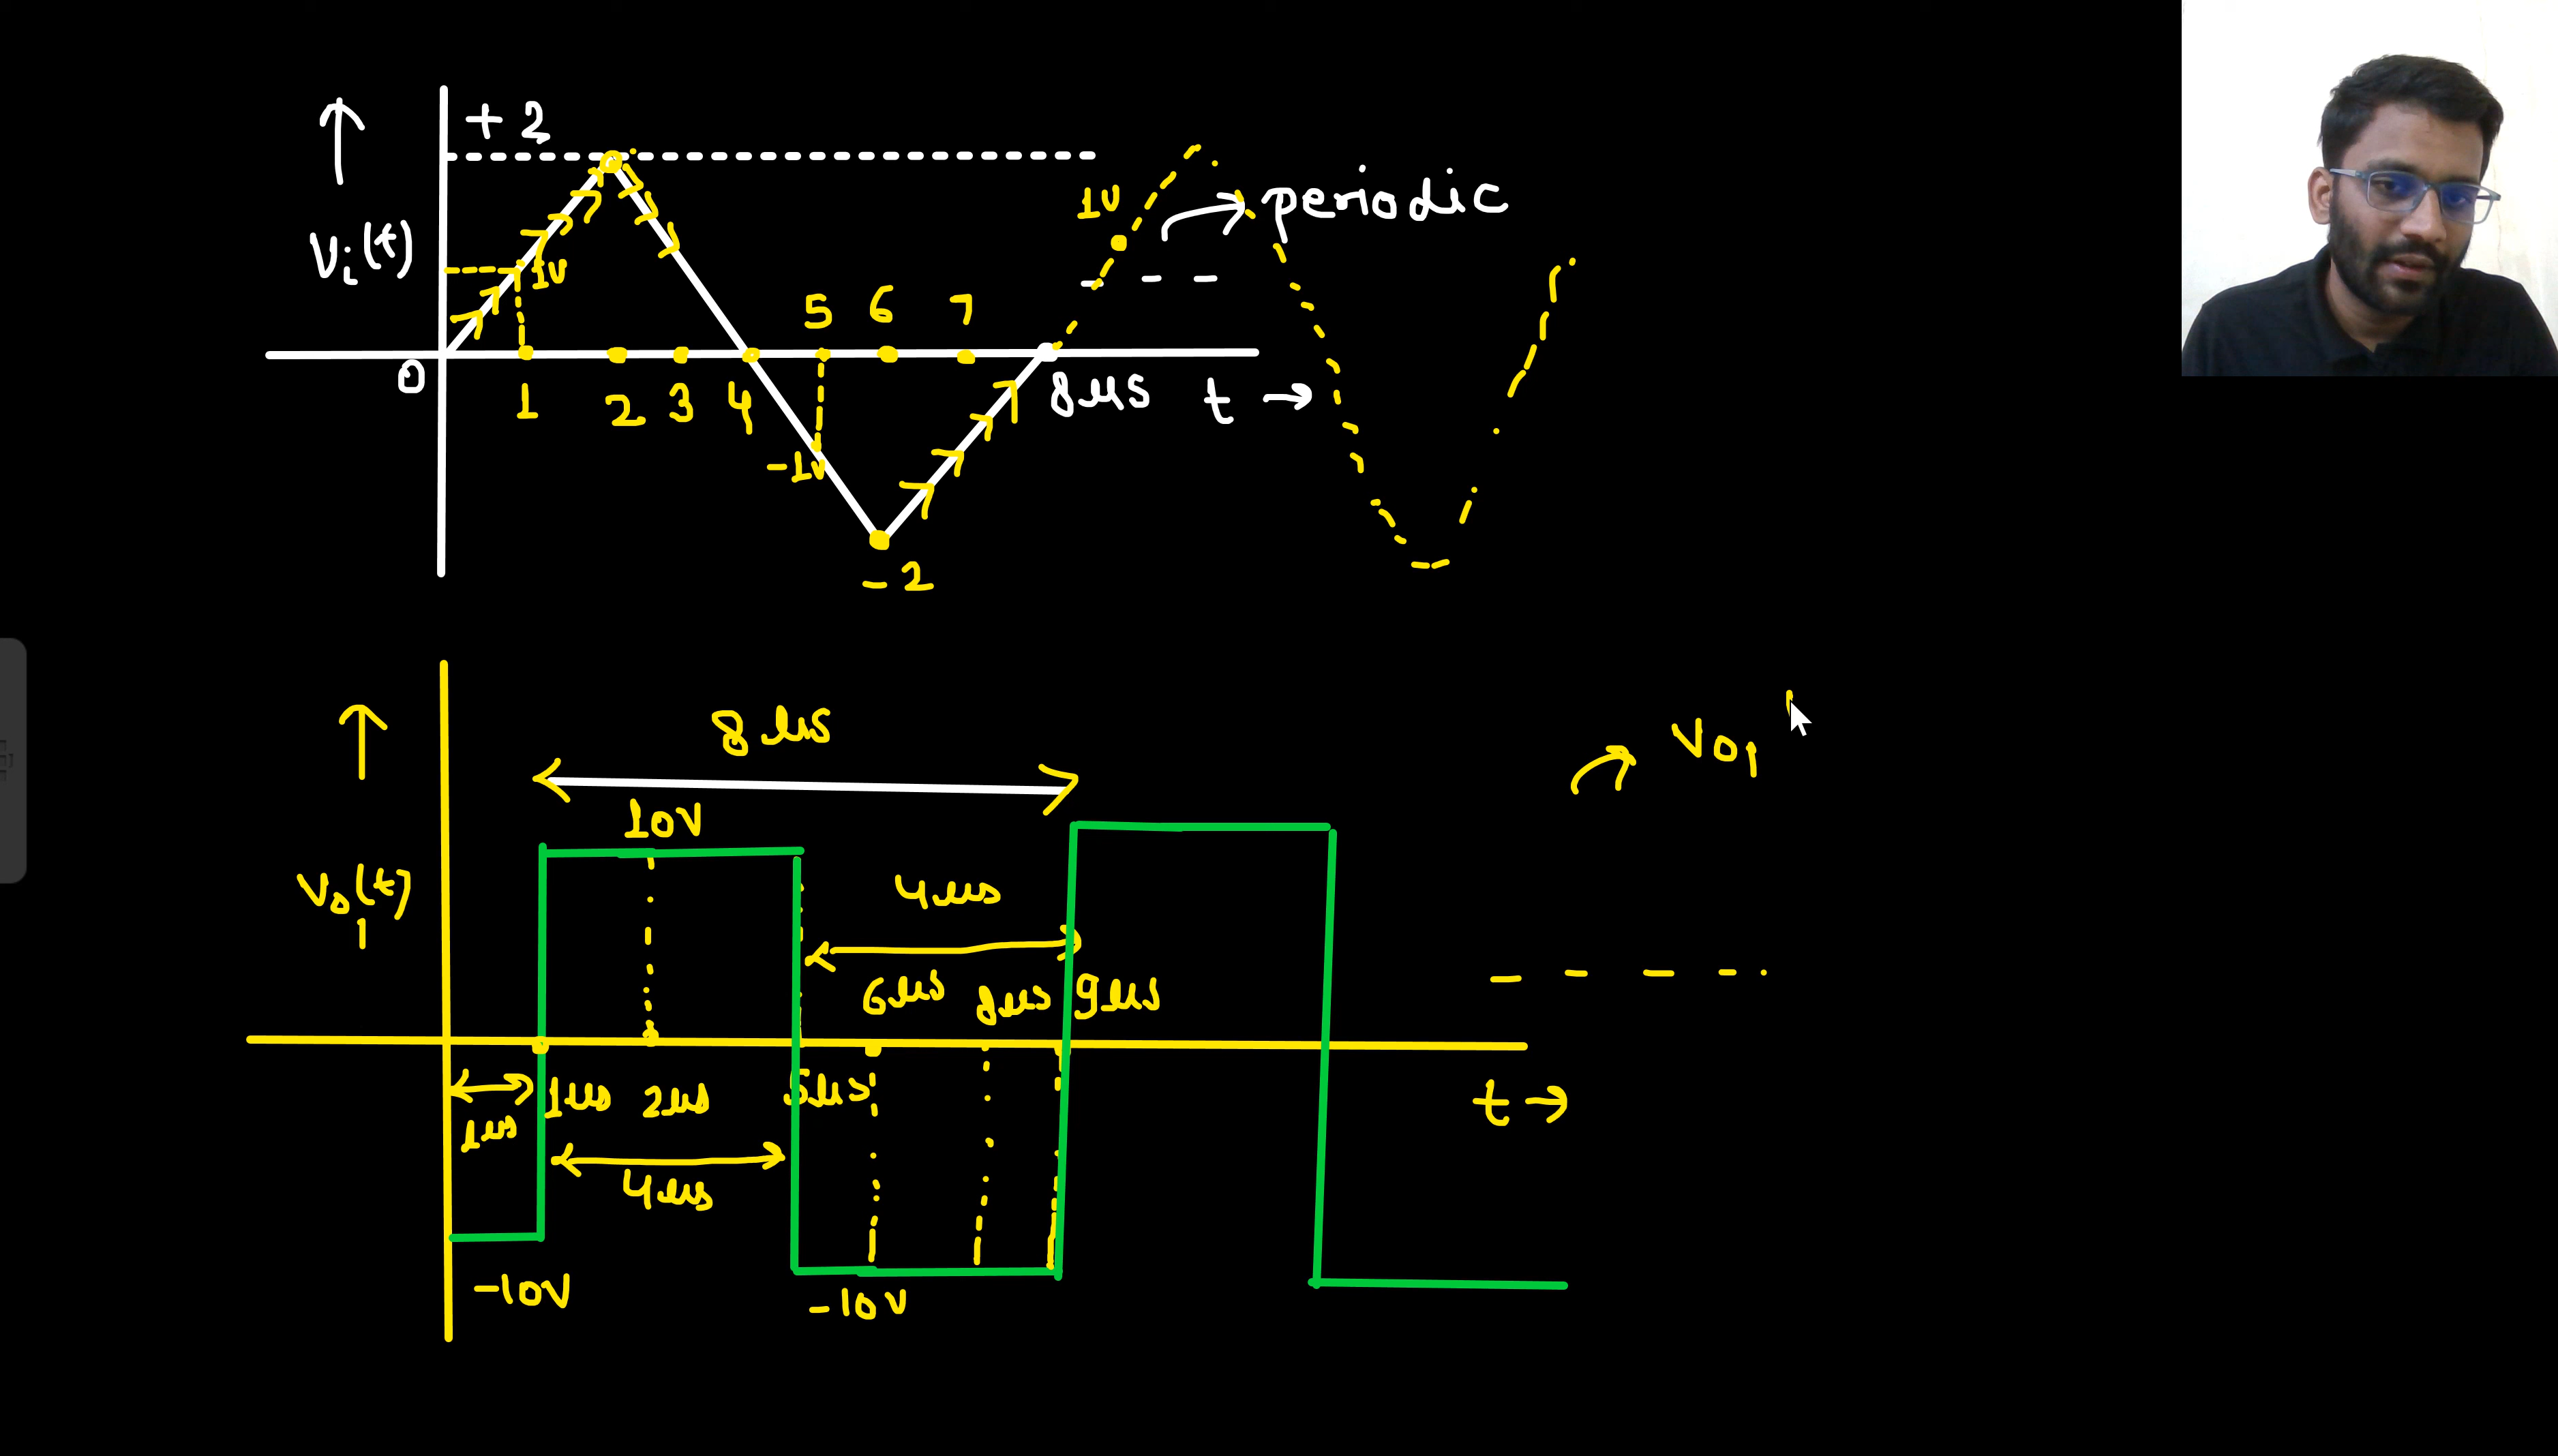 +2
Vi(t)
1V
1V
periodic
5 6 7
0
1 2 3 4
8μs t →
-1V
-2
8μs
Vo1
10V
Vo1(t)
4μs
6μs 8μs 9μs
1μs 2μs 5μs
1μs
t →
4μs
-10V
-10V